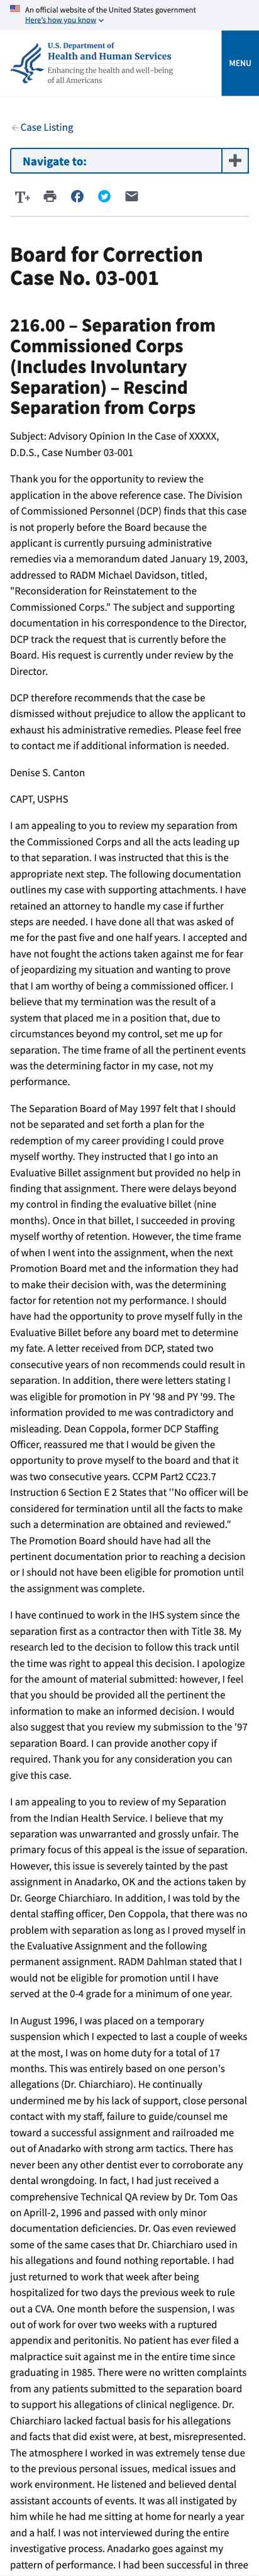 An official website of the United States government
Here's how you know
U.S. Department of
Health and Human Services
Enhancing the health and well-being
of all Americans
MENU
Case Listing
Navigate to:
T+
Board for Correction
Case No. 03-001
216.00 – Separation from
Commissioned Corps
(Includes Involuntary
Separation) – Rescind
Separation from Corps
Subject: Advisory Opinion In the Case of XXXXX,
D.D.S., Case Number 03-001
Thank you for the opportunity to review the
application in the above reference case. The Division
of Commissioned Personnel (DCP) finds that this case
is not properly before the Board because the
applicant is currently pursuing administrative
remedies via a memorandum dated January 19, 2003,
addressed to RADM Michael Davidson, titled,
"Reconsideration for Reinstatement to the
Commissioned Corps." The subject and supporting
documentation in his correspondence to the Director,
DCP track the request that is currently before the
Board. His request is currently under review by the
Director.
DCP therefore recommends that the case be
dismissed without prejudice to allow the applicant to
exhaust his administrative remedies. Please feel free
to contact me if additional information is needed.
Denise S. Canton
CAPT, USPHS
I am appealing to you to review my separation from
the Commissioned Corps and all the acts leading up
to that separation. I was instructed that this is the
appropriate next step. The following documentation
outlines my case with supporting attachments. I have
retained an attorney to handle my case if further
steps are needed. I have done all that was asked of
me for the past five and one half years. I accepted and
have not fought the actions taken against me for fear
of jeopardizing my situation and wanting to prove
that I am worthy of being a commissioned officer. I
believe that my termination was the result of a
system that placed me in a position that, due to
circumstances beyond my control, set me up for
separation. The time frame of all the pertinent events
was the determining factor in my case, not my
performance.
The Separation Board of May 1997 felt that I should
not be separated and set forth a plan for the
redemption of my career providing I could prove
myself worthy. They instructed that I go into an
Evaluative Billet assignment but provided no help in
finding that assignment. There were delays beyond
my control in finding the evaluative billet (nine
months). Once in that billet, I succeeded in proving
myself worthy of retention. However, the time frame
of when I went into the assignment, when the next
Promotion Board met and the information they had
to make their decision with, was the determining
factor for retention not my performance. I should
have had the opportunity to prove myself fully in the
Evaluative Billet before any board met to determine
my fate. A letter received from DCP, stated two
consecutive years of non recommends could result in
separation. In addition, there were letters stating I
was eligible for promotion in PY '98 and PY '99. The
information provided to me was contradictory and
misleading. Dean Coppola, former DCP Staffing
Officer, reassured me that I would be given the
opportunity to prove myself to the board and that it
was two consecutive years. CCPM Part2 CC23.7
Instruction 6 Section E 2 States that ''No officer will be
considered for termination until all the facts to make
such a determination are obtained and reviewed."
The Promotion Board should have had all the
pertinent documentation prior to reaching a decision
or I should not have been eligible for promotion until
the assignment was complete.
I have continued to work in the IHS system since the
separation first as a contractor then with Title 38. My
research led to the decision to follow this track until
the time was right to appeal this decision. I apologize
for the amount of material submitted: however, I feel
that you should be provided all the pertinent the
information to make an informed decision. I would
also suggest that you review my submission to the '97
separation Board. I can provide another copy if
required. Thank you for any consideration you can
give this case.
I am appealing to you to review of my Separation
from the Indian Health Service. I believe that my
separation was unwarranted and grossly unfair. The
primary focus of this appeal is the issue of separation.
However, this issue is severely tainted by the past
assignment in Anadarko, OK and the actions taken by
Dr. George Chiarchiaro. In addition, I was told by the
dental staffing officer, Den Coppola, that there was no
problem with separation as long as I proved myself in
the Evaluative Assignment and the following
permanent assignment. RADM Dahlman stated that I
would not be eligible for promotion until I have
served at the 0-4 grade for a minimum of one year.
In August 1996, I was placed on a temporary
suspension which I expected to last a couple of weeks
at the most, I was on home duty for a total of 17
months. This was entirely based on one person's
allegations (Dr. Chiarchiaro). He continually
undermined me by his lack of support, close personal
contact with my staff, failure to guide/counsel me
toward a successful assignment and railroaded me
out of Anadarko with strong arm tactics. There has
never been any other dentist ever to corroborate any
dental wrongdoing. In fact, I had just received a
comprehensive Technical QA review by Dr. Tom Oas
on Aprill-2, 1996 and passed with only minor
documentation deficiencies. Dr. Oas even reviewed
some of the same cases that Dr. Chiarchiaro used in
his allegations and found nothing reportable. I had
just returned to work that week after being
hospitalized for two days the previous week to rule
out a CVA. One month before the suspension, I was
out of work for over two weeks with a ruptured
appendix and peritonitis. No patient has ever filed a
malpractice suit against me in the entire time since
graduating in 1985. There were no written complaints
from any patients submitted to the separation board
to support his allegations of clinical negligence. Dr.
Chiarchiaro lacked factual basis for his allegations
and facts that did exist were, at best, misrepresented.
The atmosphere I worked in was extremely tense due
to the previous personal issues, medical issues and
work environment. He listened and believed dental
assistant accounts of events. It was all instigated by
him while he had me sitting at home for nearly a year
and a half. I was not interviewed during the entire
investigative process. Anadarko goes against my
pattern of performance. I had been successful in three